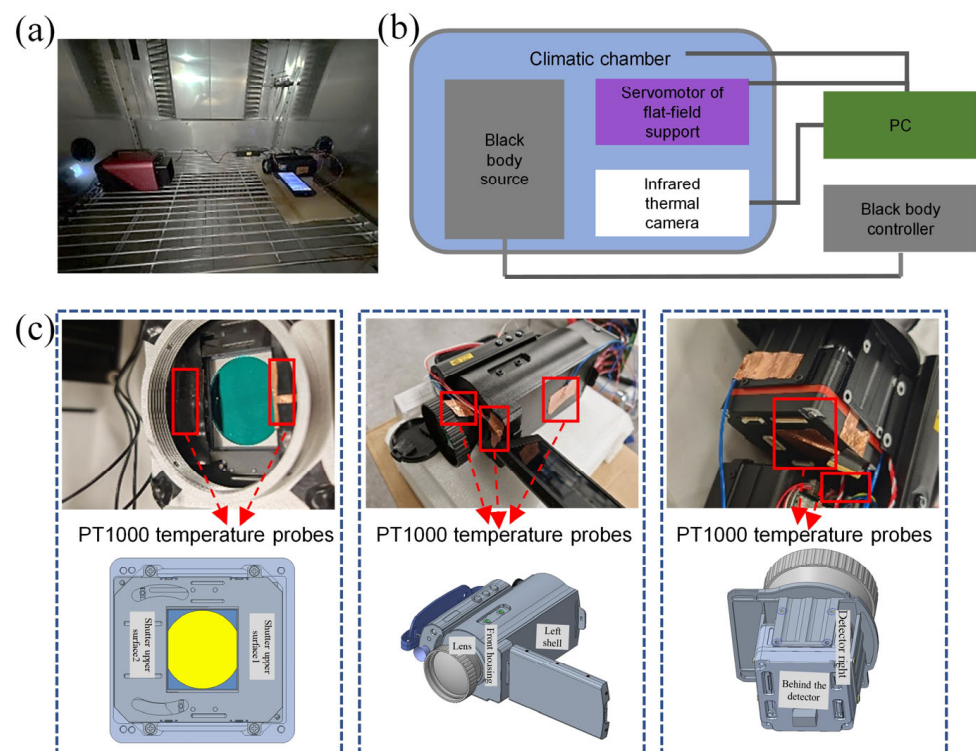 (a)
(b)
Climatic chamber
Black
body
source
Servomotor of
flat-field
support
Infrared
thermal
camera
PC
Black body
controller
(c)
PT1000 temperature probes
PT1000 temperature probes
PT1000 temperature probes
Shutter upper
surface2
Shutter upper
surface1
Lens
Front housing
Left
shell
Detector right
Behind the
detector